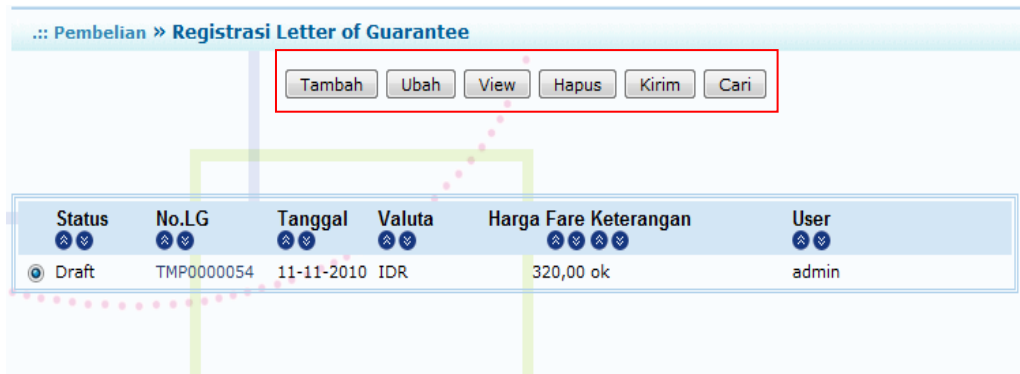 .:: Pembelian » Registrasi Letter of Guarantee
Tambah Ubah View Hapus Kirim Cari
Status No.LG Tanggal Valuta Harga Fare Keterangan User
Draft TMP0000054 11-11-2010 IDR 320,00 ok admin